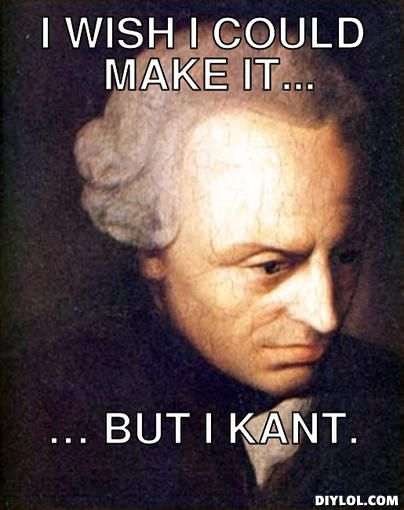 I WISH I COULD
MAKE IT...
... BUT I KANT.
DIYLOL.COM